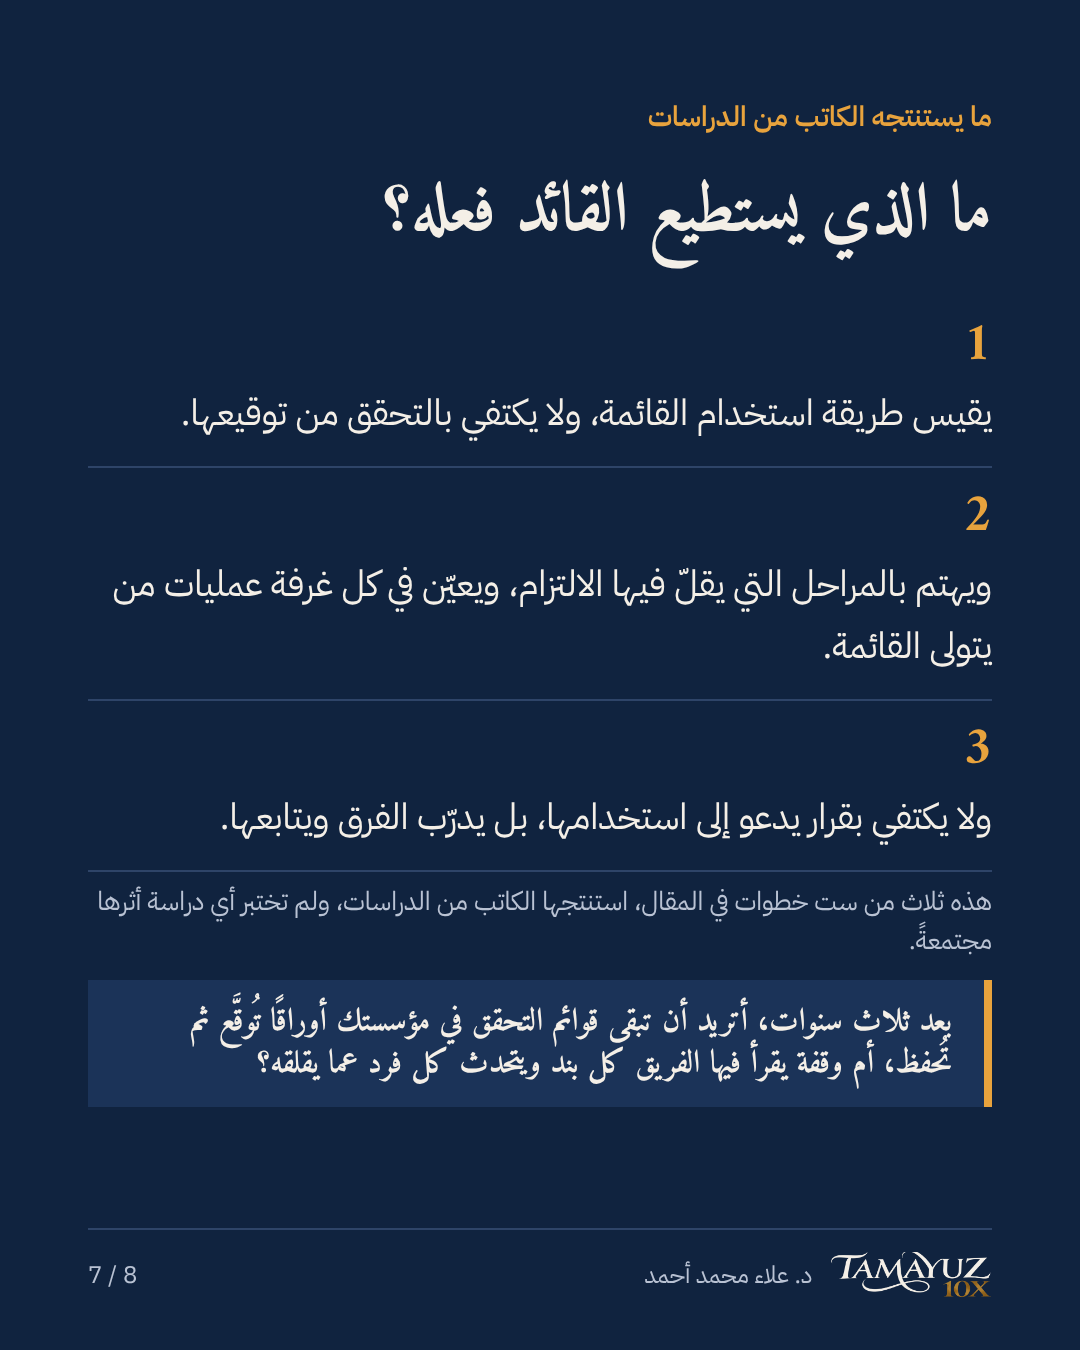 ما يستنتجه الكاتب من الدراسات
ما الذي يستطيع القائد فعله؟
1
يقيس طريقة استخدام القائمة، ولا يكتفي بالتحقق من توقيعها.
2
ويهتم بالمراحل التي يقلّ فيها الالتزام، ويعيّن في كل غرفة عمليات من
يتولى القائمة.
3
ولا يكتفي بقرار يدعو إلى استخدامها، بل يدرّب الفرق ويتابعها.
هذه ثلاث من ست خطوات في المقال، استنتجها الكاتب من الدراسات، ولم تختبر أي دراسة أثرها
مجتمعةً.
بعد ثلاث سنوات، أتريد أن تبقى قوائم التحقق في مؤسستك أوراقًا تُوقَّع ثم
تُحفظ، أم وقفة يقرأ فيها الفريق كل بند ويتحدث كل فرد عما يقلقه؟
TAMAYUZ
10X
د. علاء محمد أحمد
7 / 8